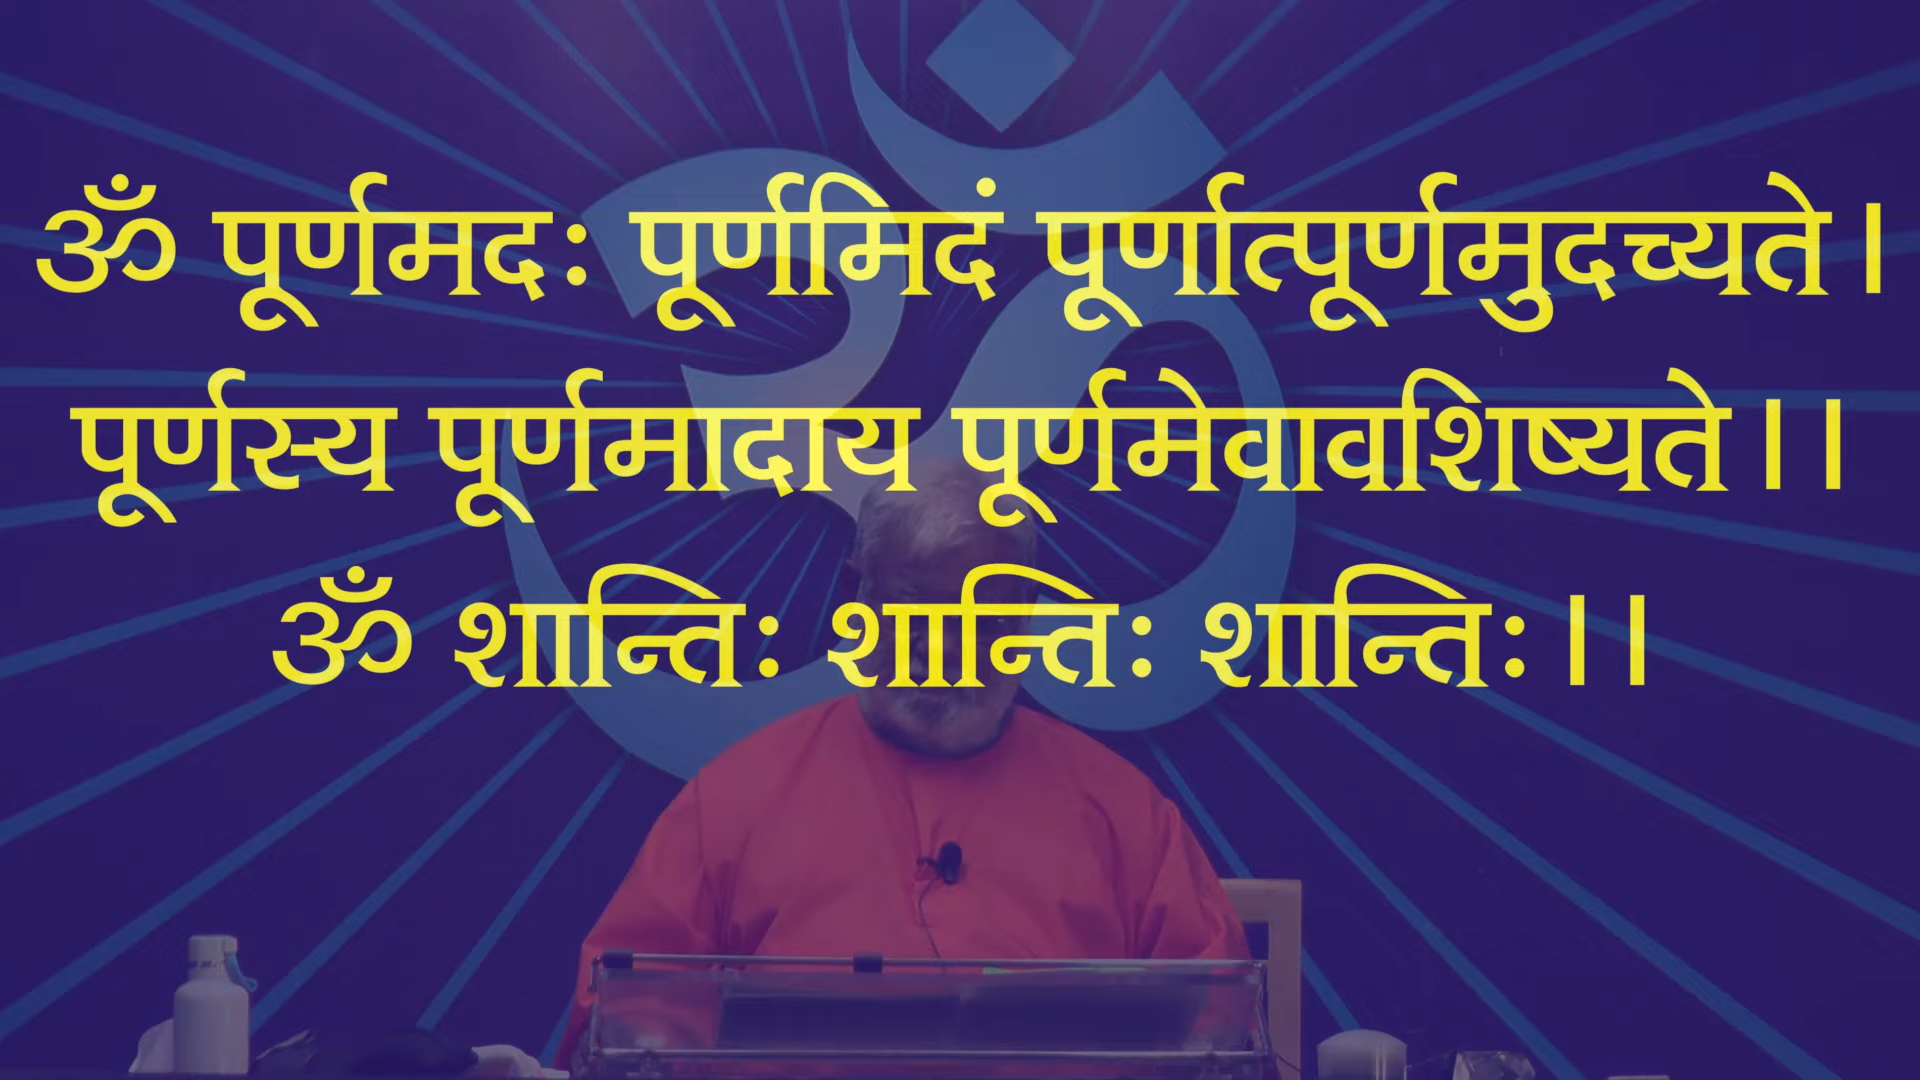 ॐ पूर्णमदः पूर्णमिदं पूर्णात्पूर्णमुदच्यते।
पूर्णस्य पूर्णमादाय पूर्णमेवावशिष्यते।।
ॐ शान्तिः शान्तिः शान्तिः।।